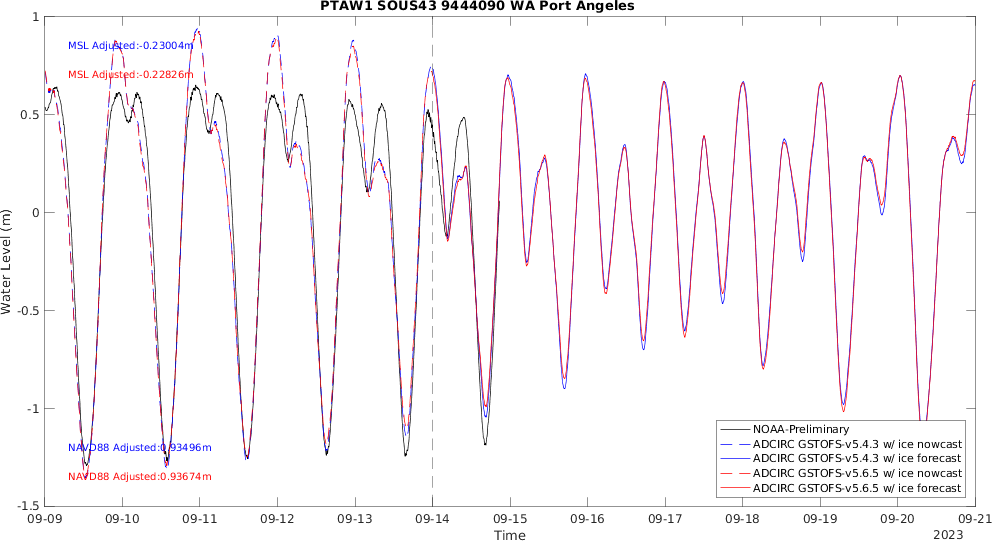 PTAW1 SOUS43 9444090 WA Port Angeles
Water Level (m)
1
0.5
0
-0.5
-1
-1.5
MSL Adjusted:-0.23004m
MSL Adjusted:-0.22826m
NAVD88 Adjusted:0.93496m
NAVD88 Adjusted:0.93674m
NOAA-Preliminary
ADCIRC GSTOFS-v5.4.3 w/ ice nowcast
ADCIRC GSTOFS-v5.4.3 w/ ice forecast
ADCIRC GSTOFS-v5.6.5 w/ ice nowcast
ADCIRC GSTOFS-v5.6.5 w/ ice forecast
09-09 09-10 09-11 09-12 09-13 09-14 09-15 09-16 09-17 09-18 09-19 09-20 09-21
Time
2023